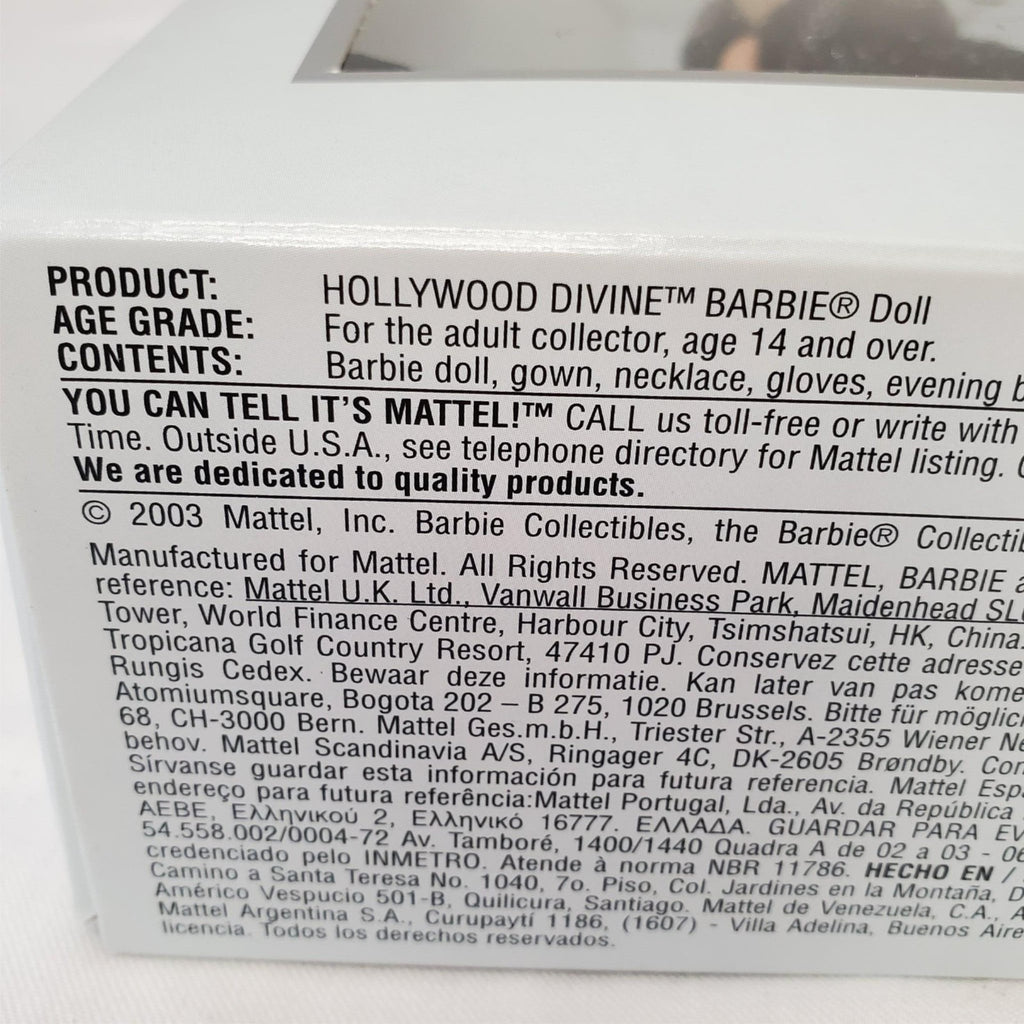 PRODUCT: HOLLYWOOD DIVINE™ BARBIE® Doll
AGE GRADE: For the adult collector, age 14 and over.
CONTENTS: Barbie doll, gown, necklace, gloves, evening b
YOU CAN TELL IT'S MATTEL!™ CALL us toll-free or write with
Time. Outside U.S.A., see telephone directory for Mattel listing.
We are dedicated to quality products.
© 2003 Mattel, Inc. Barbie Collectibles, the Barbie® Collectib
Manufactured for Mattel. All Rights Reserved. MATTEL, BARBIE a
reference: Mattel U.K. Ltd., Vanwall Business Park, Maidenhead SL
Tower, World Finance Centre, Harbour City, Tsimshatsui, HK, China.
Tropicana Golf Country Resort, 47410 PJ. Conservez cette adresse
Rungis Cedex. Bewaar deze informatie. Kan later van pas kome
Atomiumsquare, Bogota 202 – B 275, 1020 Brussels. Bitte für möglic
68, CH-3000 Bern. Mattel Ges.m.b.H., Triester Str., A-2355 Wiener Ne
behov. Mattel Scandinavia A/S, Ringager 4C, DK-2605 Brøndby. Con
Sírvanse guardar esta información para futura referencia. Mattel Esp
endereço para futura referência:Mattel Portugal, Lda., Av. da República
AEBE, Ελληνικού 2, Ελληνικό 16777. ΕΛΛΑΔΑ. GUARDAR PARA EV
54.558.002/0004-72 Av. Tamboré, 1400/1440 Quadra A de 02 a 03 - 06
credenciado pelo INMETRO. Atende à norma NBR 11786. HECHO EN /
Camino a Santa Teresa No. 1040, 7o. Piso, Col. Jardines en la Montaña, D
Américo Vespucio 501-B, Quilicura, Santiago. Mattel de Venezuela, C.A., A
Mattel Argentina S.A., Curupaytí 1186, (1607) - Villa Adelina, Buenos Aire
licencia. Todos los derechos reservados.